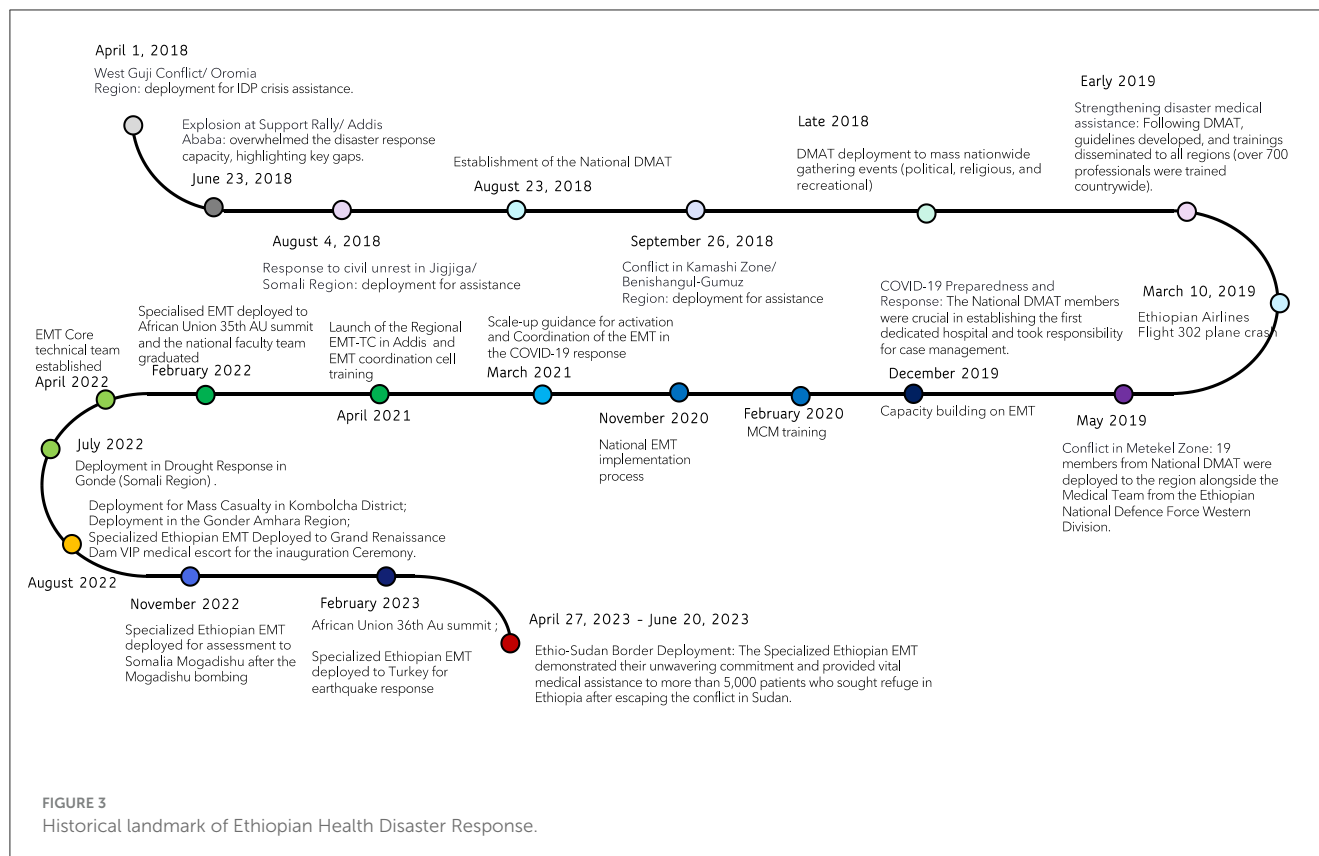 April 1, 2018
West Guji Conflict/ Oromia
Region: deployment for IDP crisis assistance.
Explosion at Support Rally/ Addis
Ababa: overwhelmed the disaster response
capacity, highlighting key gaps.
June 23, 2018
August 4, 2018
Response to civil unrest in Jigjiga/
Somali Region: deployment for assistance
Establishment of the National DMAT
August 23, 2018
September 26, 2018
Conflict in Kamashi Zone/
Benishangul-Gumuz
Region: deployment for assistance
Late 2018
DMAT deployment to mass nationwide
gathering events (political, religious, and
recreational)
Early 2019
Strengthening disaster medical
assistance: Following DMAT,
guidelines developed, and trainings
disseminated to all regions (over 700
professionals were trained
countrywide).
March 10, 2019
Ethiopian Airlines
Flight 302 plane crash
May 2019
Conflict in Metekel Zone: 19
members from National DMAT were
deployed to the region alongside the
Medical Team from the Ethiopian
National Defence Force Western
Division.
COVID-19 Preparedness and
Response: The National DMAT members
were crucial in establishing the first
dedicated hospital and took responsibility
for case management.
December 2019
Capacity building on EMT
February 2020
MCM training
November 2020
National EMT
implementation
process
Scale-up guidance for activation
and Coordination of the EMT in
the COVID-19 response
March 2021
Launch of the Regional
EMT-TC in Addis and
EMT coordination cell
training
April 2021
Specialised EMT deployed to
African Union 35th AU summit
and the national faculty team
graduated
February 2022
EMT Core
technical team
established
April 2022
July 2022
Deployment in Drought Response in
Gonde (Somali Region) .
Deployment for Mass Casualty in Kombolcha District;
Deployment in the Gonder Amhara Region;
Specialized Ethiopian EMT Deployed to Grand Renaissance
Dam VIP medical escort for the inauguration Ceremony.
August 2022
November 2022
Specialized Ethiopian EMT
deployed for assessment to
Somalia Mogadishu after the
Mogadishu bombing
February 2023
African Union 36th Au summit ;
Specialized Ethiopian EMT
deployed to Turkey for
earthquake response
April 27, 2023 - June 20, 2023
Ethio-Sudan Border Deployment: The Specialized Ethiopian EMT
demonstrated their unwavering commitment and provided vital
medical assistance to more than 5,000 patients who sought refuge in
Ethiopia after escaping the conflict in Sudan.
FIGURE 3
Historical landmark of Ethiopian Health Disaster Response.